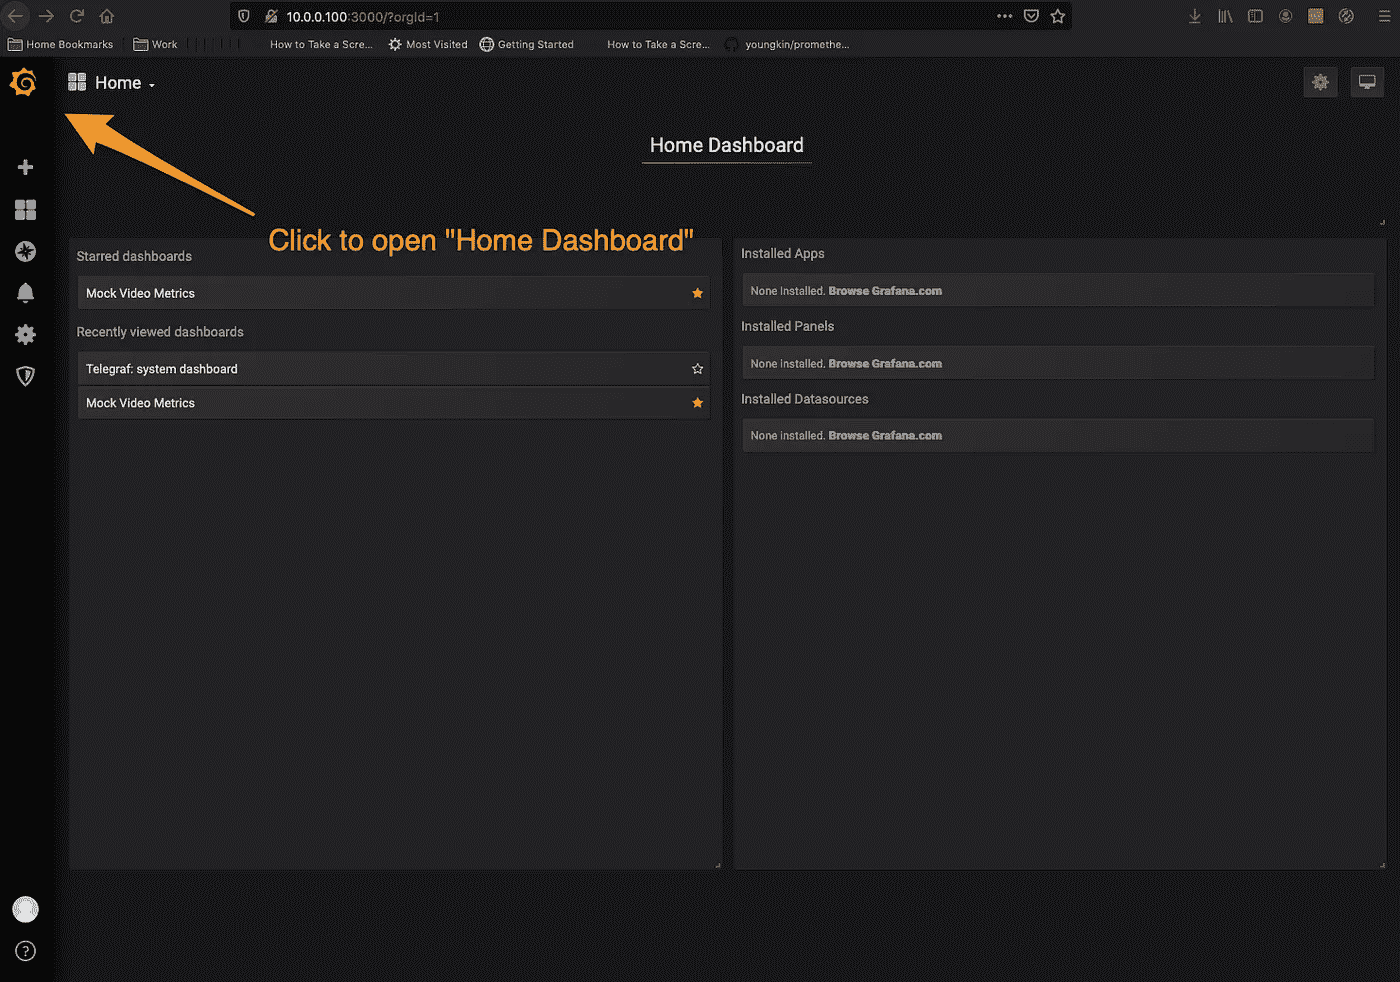 10.0.0.100:3000/?orgId=1
Home Bookmarks
Work
How to Take a Scre...
Most Visited
Getting Started
How to Take a Scre...
youngkin/promethe...
Home
Home Dashboard
Click to open "Home Dashboard"
Starred dashboards
Mock Video Metrics
Recently viewed dashboards
Telegraf: system dashboard
Mock Video Metrics
Installed Apps
None installed. Browse Grafana.com
Installed Panels
None installed. Browse Grafana.com
Installed Datasources
None installed. Browse Grafana.com